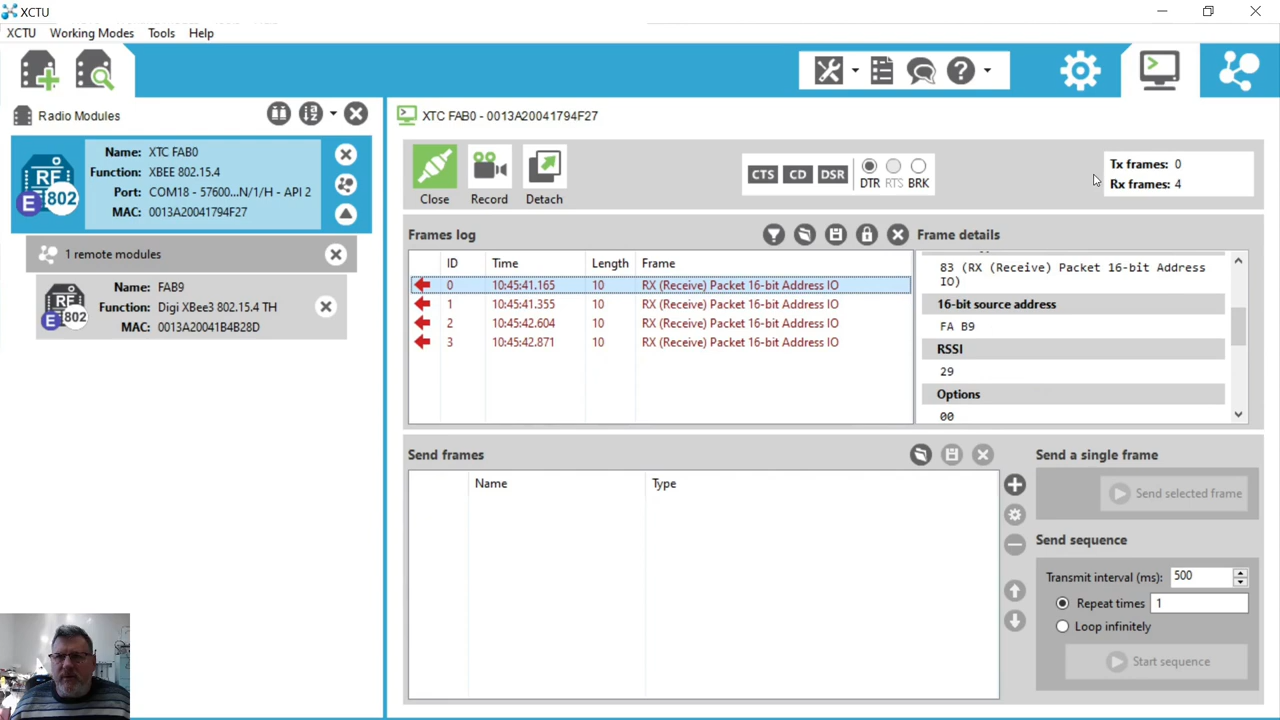 XCTU
XCTU Working Modes Tools Help
Radio Modules
Name: XTC FAB0
Function: XBEE 802.15.4
Port: COM18 - 57600...N/1/H - API 2
MAC: 0013A20041794F27
RF
E 802
1 remote modules
Name: FAB9
Function: Digi XBee3 802.15.4 TH
MAC: 0013A20041B4B28D
RF
E 802
XTC FAB0 - 0013A20041794F27
Close Record Detach
CTS CD DSR DTR RTS BRK
Tx frames: 0
Rx frames: 4
Frames log
ID Time Length Frame
0 10:45:41.165 10 RX (Receive) Packet 16-bit Address IO
1 10:45:41.355 10 RX (Receive) Packet 16-bit Address IO
2 10:45:42.604 10 RX (Receive) Packet 16-bit Address IO
3 10:45:42.871 10 RX (Receive) Packet 16-bit Address IO
Frame details
83 (RX (Receive) Packet 16-bit Address
IO)
16-bit source address
FA B9
RSSI
29
Options
00
Send frames
Name Type
Send a single frame
Send selected frame
Send sequence
Transmit interval (ms): 500
Repeat times 1
Loop infinitely
Start sequence